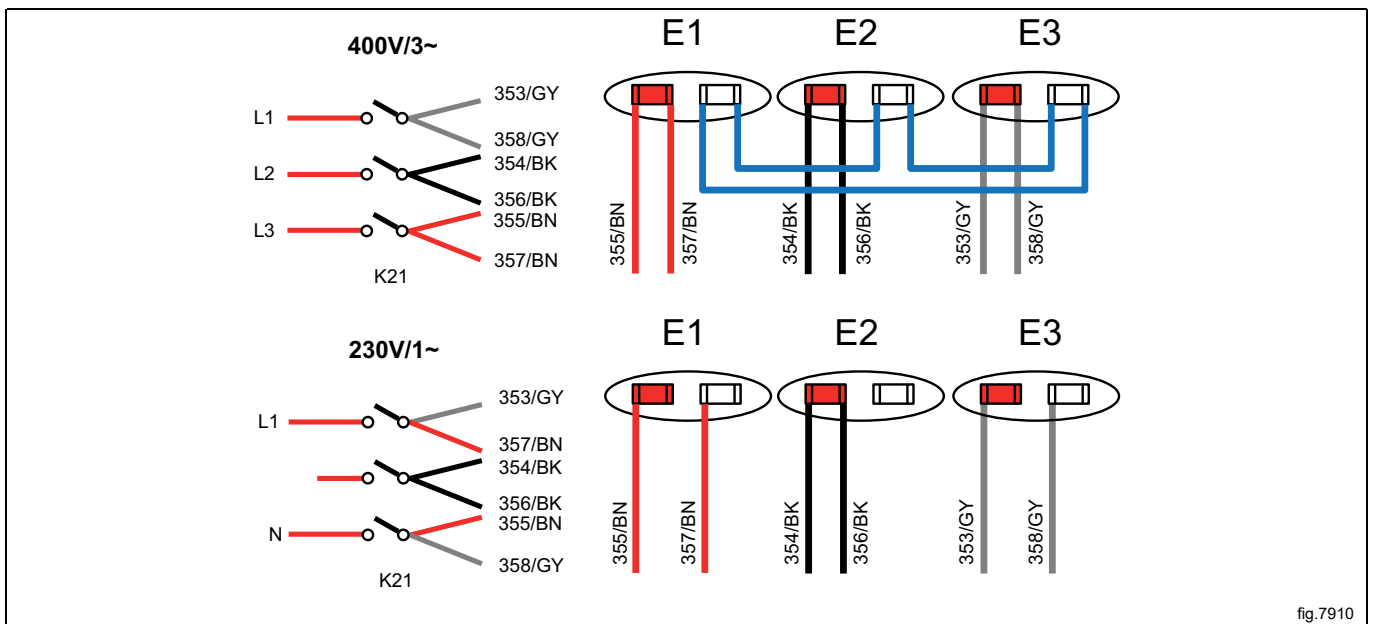 400V/3~
E1
E2
E3
L1
353/GY
358/GY
L2
354/BK
356/BK
L3
355/BN
357/BN
K21
355/BN
357/BN
354/BK
356/BK
353/GY
358/GY
230V/1~
E1
E2
E3
L1
353/GY
357/BN
354/BK
356/BK
N
355/BN
358/GY
K21
355/BN
357/BN
354/BK
356/BK
353/GY
358/GY
fig.7910